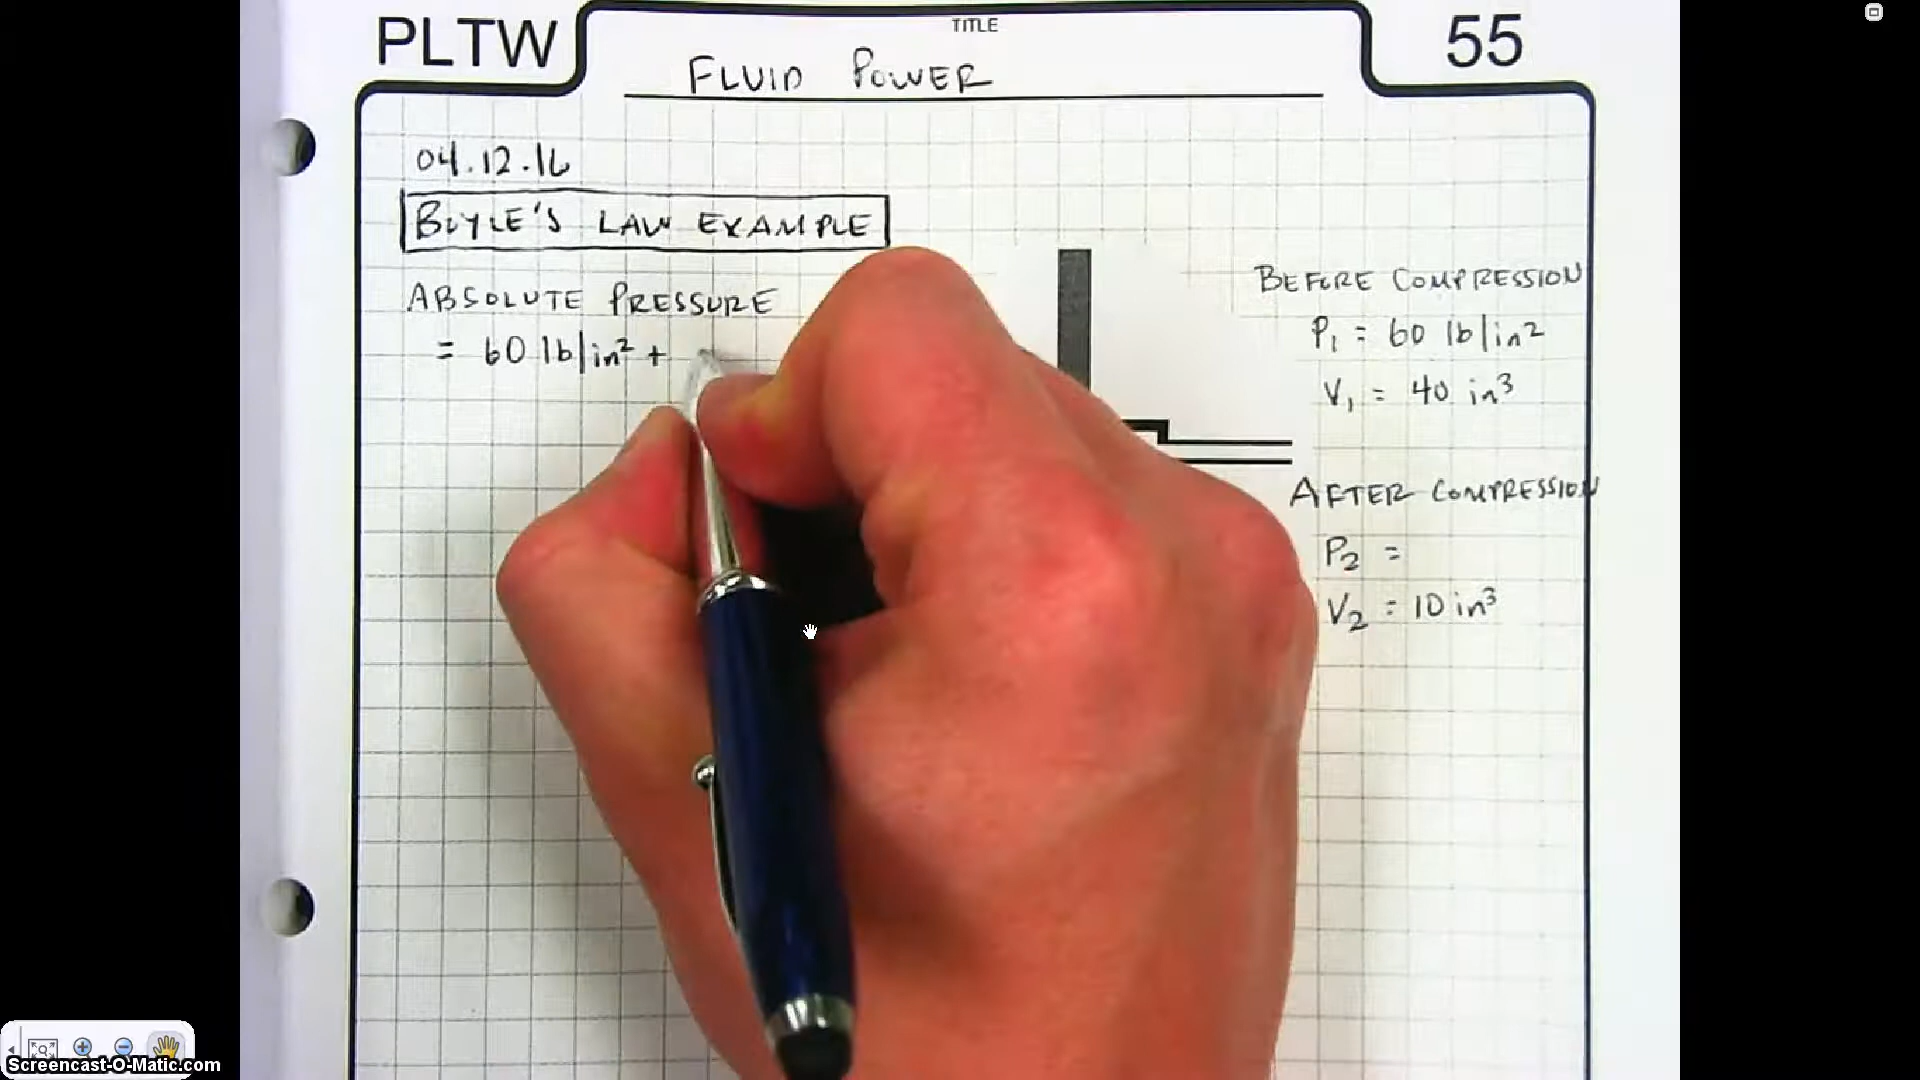 PLTW
TITLE
55
FLUID POWER
04.12.16
BOYLE'S LAW EXAMPLE
ABSOLUTE PRESSURE
= 60 lb/in² +
BEFORE COMPRESSION
P₁ = 60 lb/in²
V₁ = 40 in³
AFTER COMPRESSION
P₂ =
V₂ = 10 in³
Screencast-O-Matic.com